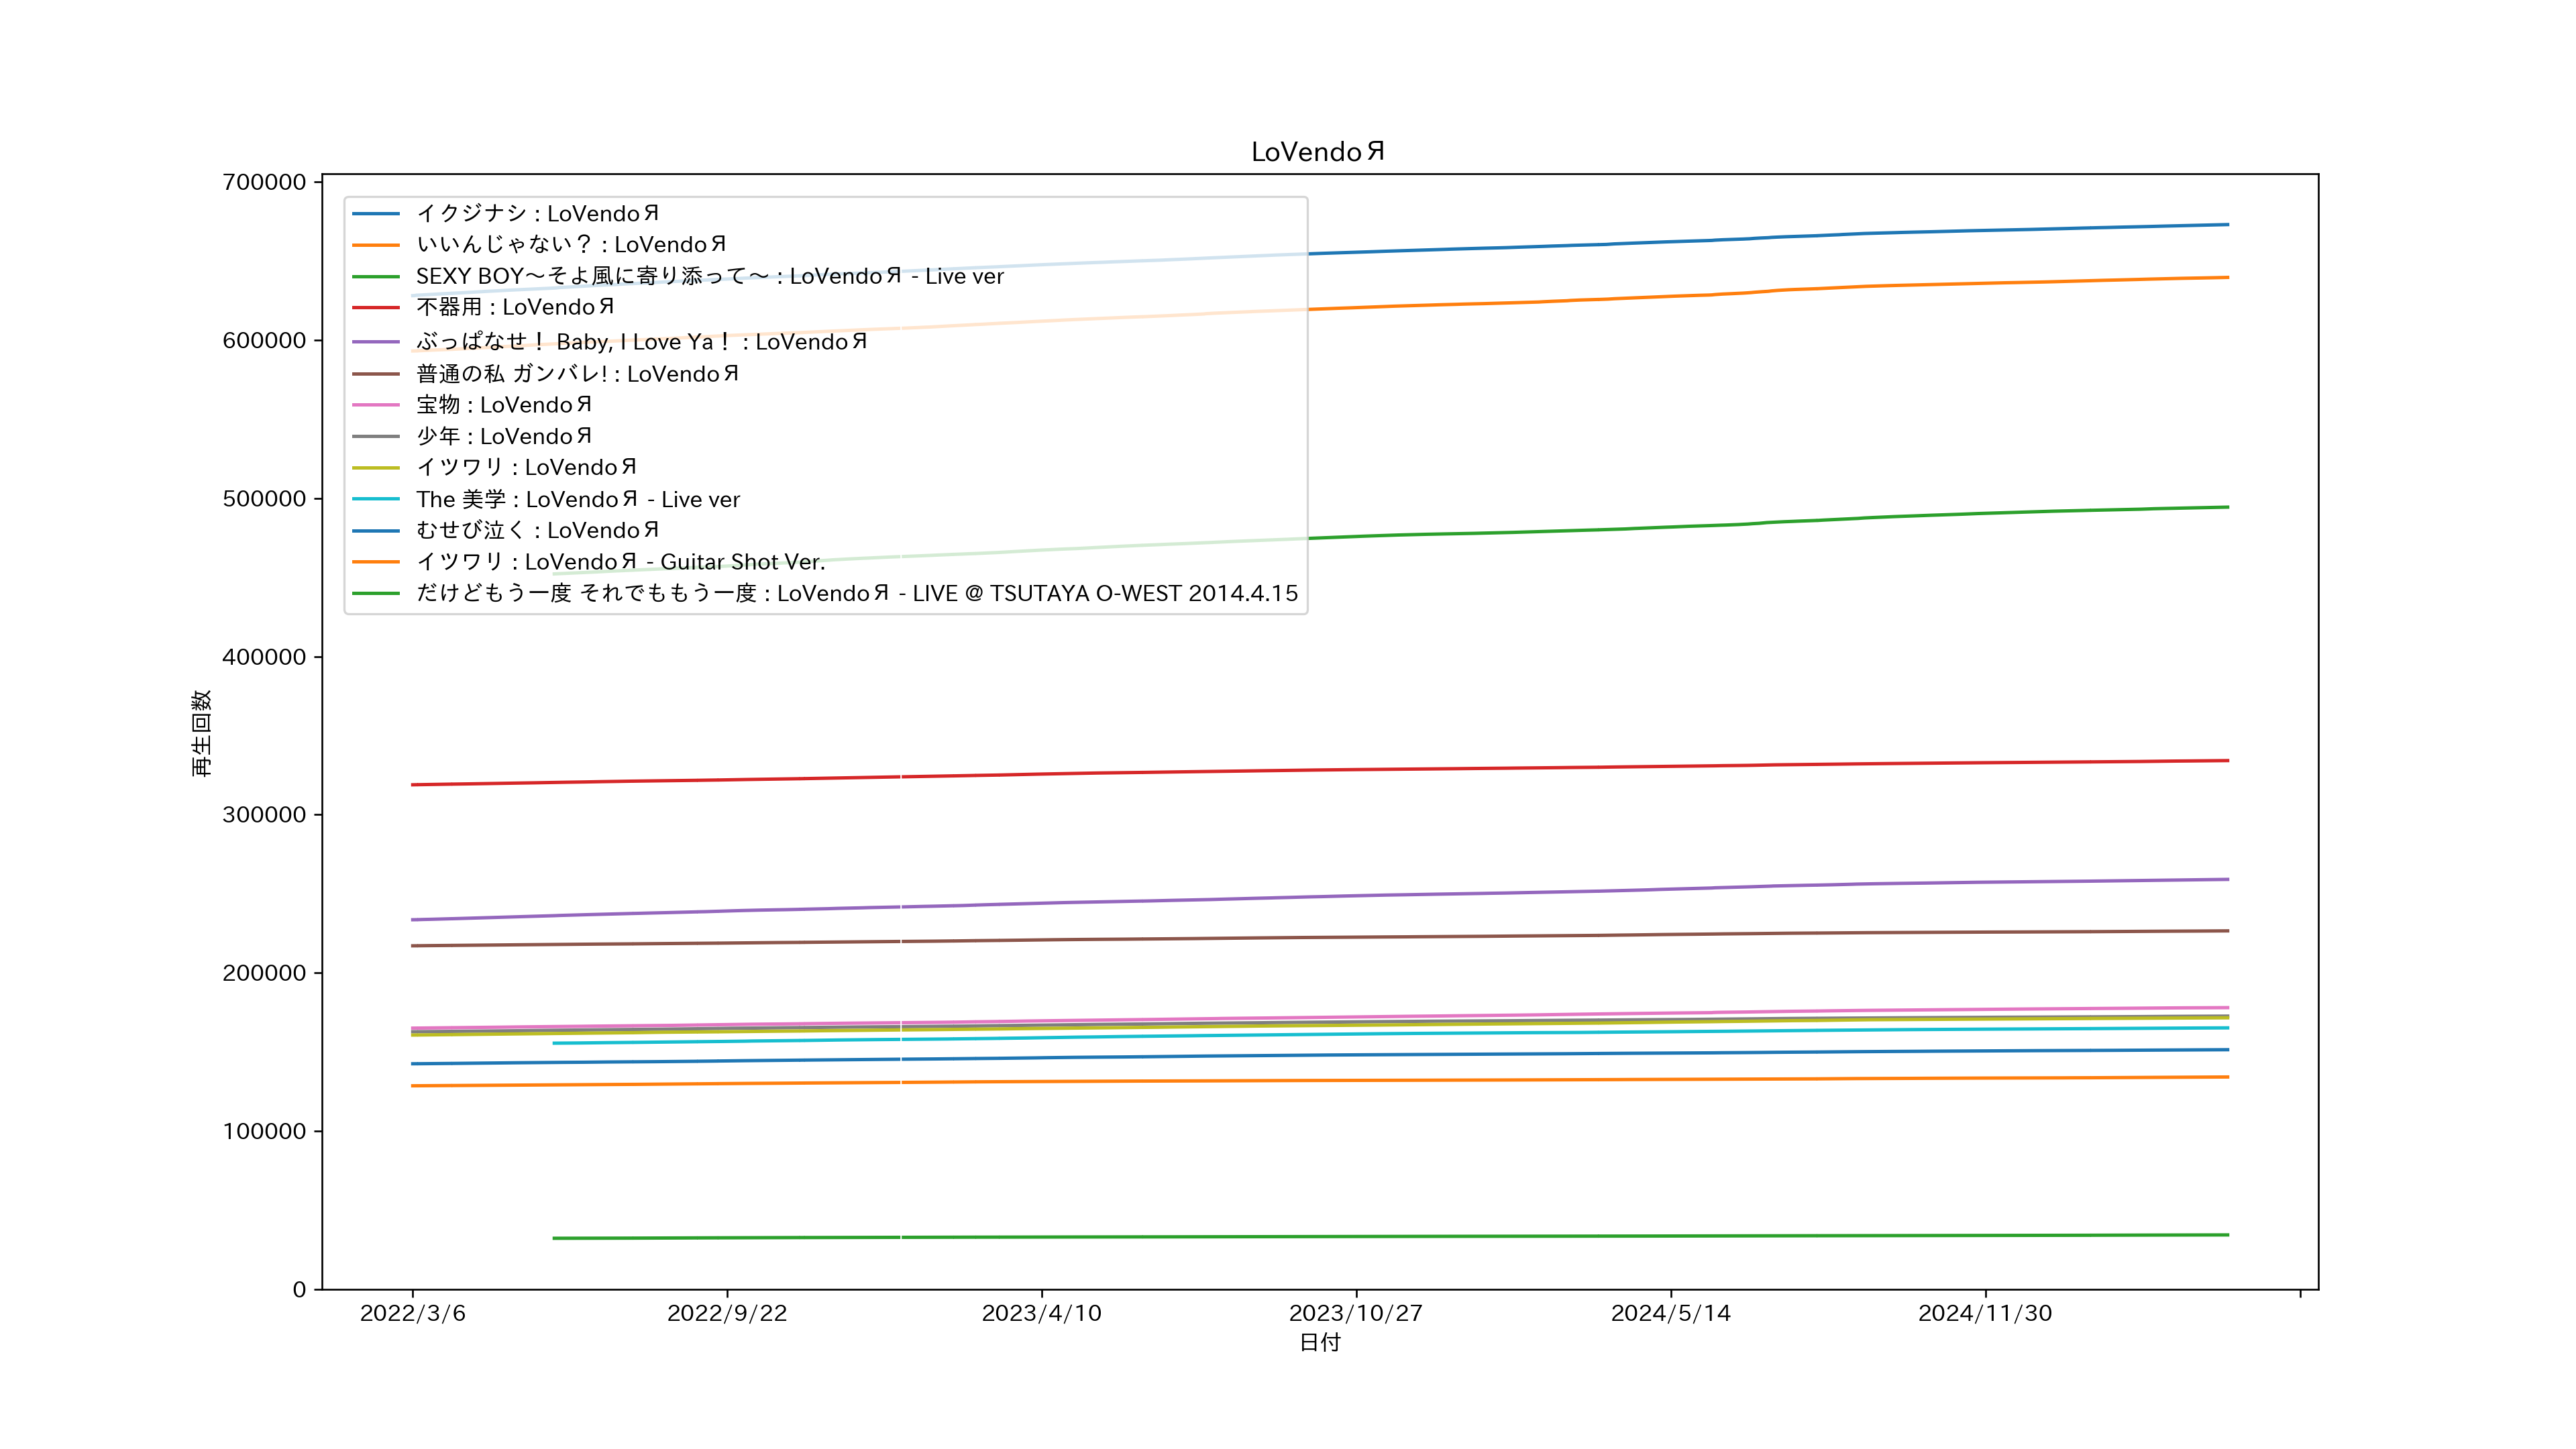 LoVendoЯ
700000
600000
500000
400000
300000
200000
100000
0
再生回数
イクジナシ : LoVendoЯ
いいんじゃない？ : LoVendoЯ
SEXY BOY～そよ風に寄り添って～ : LoVendoЯ - Live ver
不器用 : LoVendoЯ
ぶっぱなせ！ Baby, I Love Ya！ : LoVendoЯ
普通の私 ガンバレ! : LoVendoЯ
宝物 : LoVendoЯ
少年 : LoVendoЯ
イツワリ : LoVendoЯ
The 美学 : LoVendoЯ - Live ver
むせび泣く : LoVendoЯ
イツワリ : LoVendoЯ - Guitar Shot Ver.
だけどもう一度 それでももう一度 : LoVendoЯ - LIVE @ TSUTAYA O-WEST 2014.4.15
2022/3/6 2022/9/22 2023/4/10 2023/10/27 2024/5/14 2024/11/30
日付